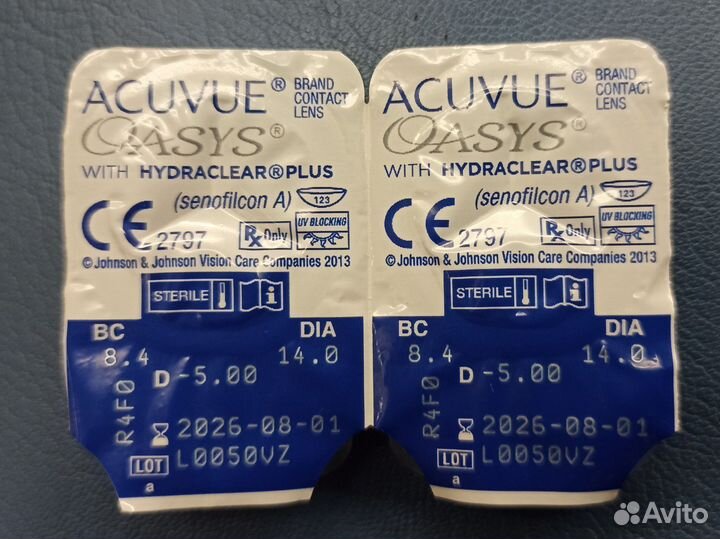 ACUVUE® BRAND CONTACT LENS
OASYS®
WITH HYDRACLEAR®PLUS
(senofilcon A) 123
CE 2797 Rx Only UV BLOCKING
© Johnson & Johnson Vision Care Companies 2013
STERILE i
BC DIA
8.4 14.0
D -5.00
R4F0
2026-08-01
LOT L0050VZ
a
ACUVUE® BRAND CONTACT LENS
OASYS®
WITH HYDRACLEAR®PLUS
(senofilcon A) 123
CE 2797 Rx Only UV BLOCKING
© Johnson & Johnson Vision Care Companies 2013
STERILE i
BC DIA
8.4 14.0
D -5.00
R4F0
2026-08-01
LOT L0050VZ
a
Avito